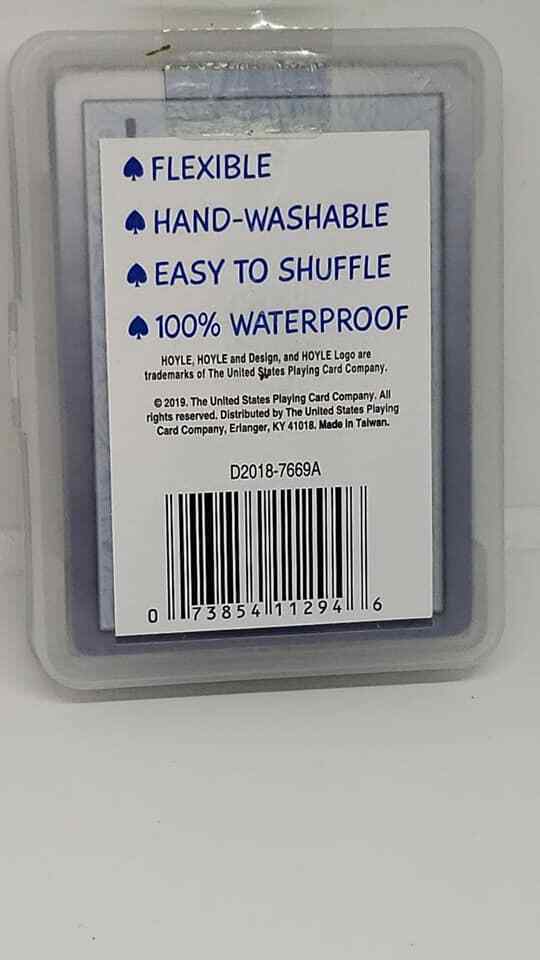 FLEXIBLE
HAND-WASHABLE
EASY TO SHUFFLE
100% WATERPROOF
HOYLE, HOYLE and Design, and HOYLE Logo are
trademarks of The United States Playing Card Company.
© 2019. The United States Playing Card Company. All
rights reserved. Distributed by The United States Playing
Card Company, Erlanger, KY 41018. Made in Taiwan.
D2018-7669A
0 73854 11294 6